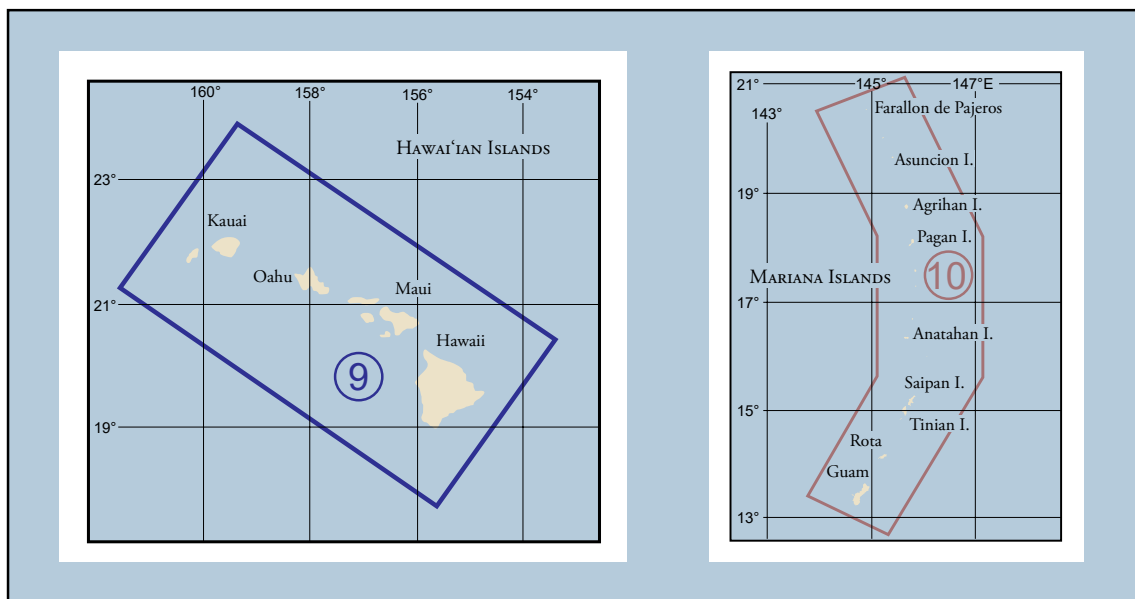 160°
158°
156°
154°
HAWAI‘IAN ISLANDS
23°
Kauai
Oahu
21°
Maui
Hawaii
9
19°
21°
145°
147°E
143°
Farallon de Pajeros
Asuncion I.
19°
Agrihan I.
Pagan I.
MARIANA ISLANDS
10
17°
Anatahan I.
Saipan I.
15°
Tinian I.
Rota
Guam
13°